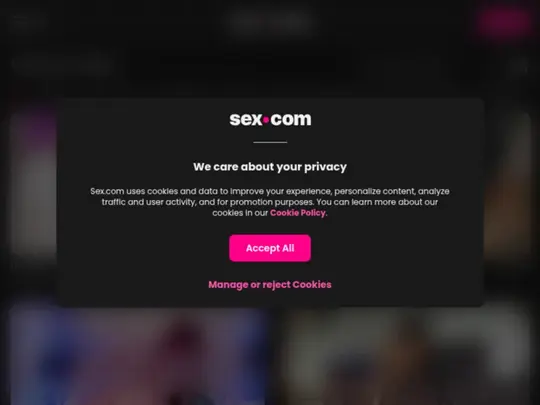 sex.com
We care about your privacy
Sex.com uses cookies and data to improve your experience, personalize content, analyze
traffic and user activity, and for promotion purposes. You can learn more about our
cookies in our Cookie Policy.
Accept All
Manage or reject Cookies